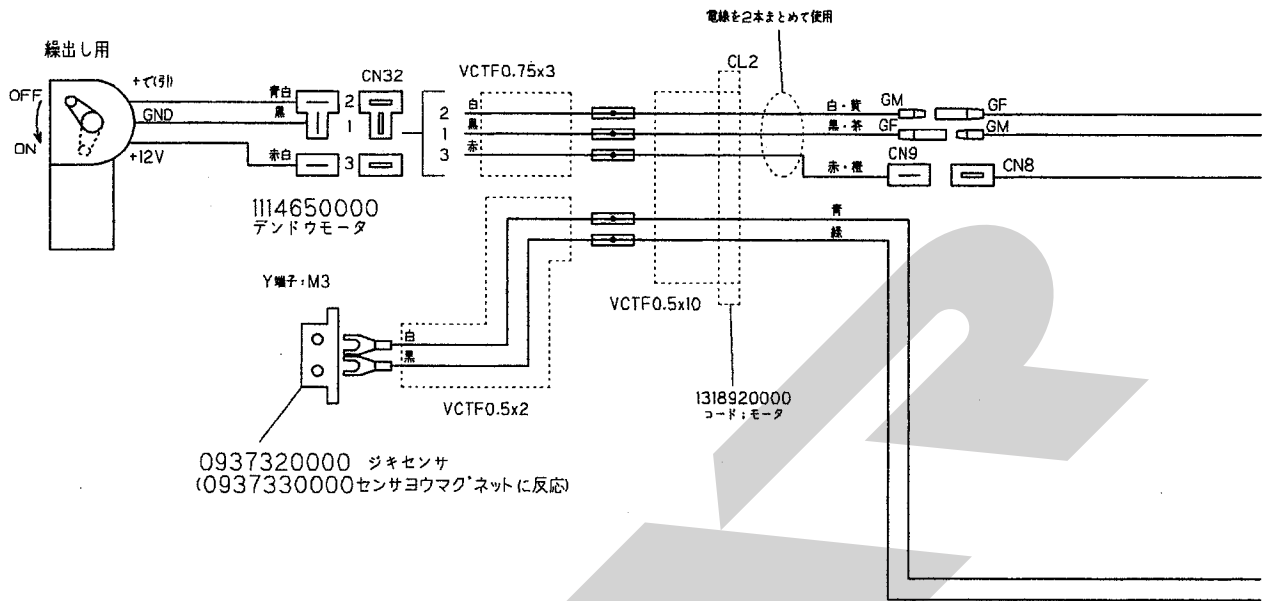 電線を2本まとめて使用
繰出し用
OFF
ON
+で(引)
GND
+12V
青白
黒
赤白
2
1
3
CN32
VCTF0.75x3
2
1
3
白
黒
赤
CL2
白・黄
黒・茶
赤・橙
GM
GF
GF
GM
CN9
CN8
1114650000
デンドウモータ
青
緑
Y端子:M3
VCTF0.5x10
白
黒
VCTF0.5x2
1318920000
コード;モータ
0937320000 ジキセンサ
(0937330000センサヨウマグネットに反応)